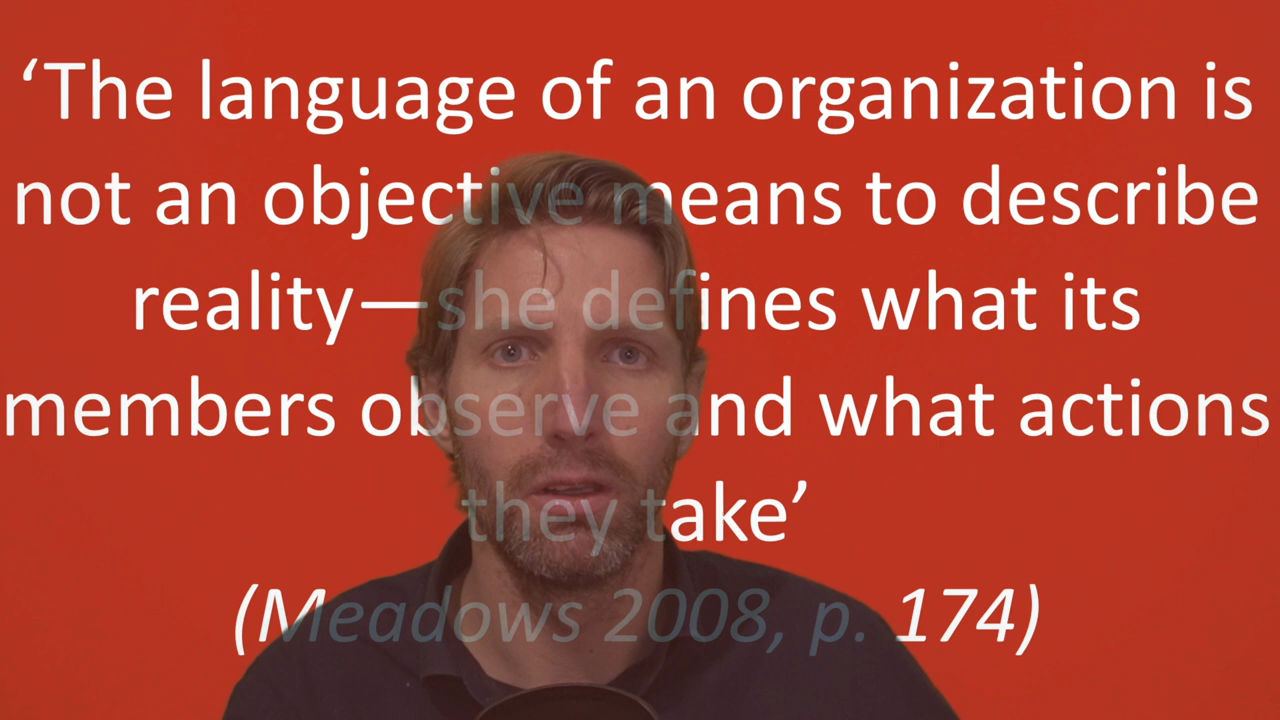 ‘The language of an organization is
not an objective means to describe
reality—she defines what its
members observe and what actions
they take’
(Meadows 2008, p. 174)